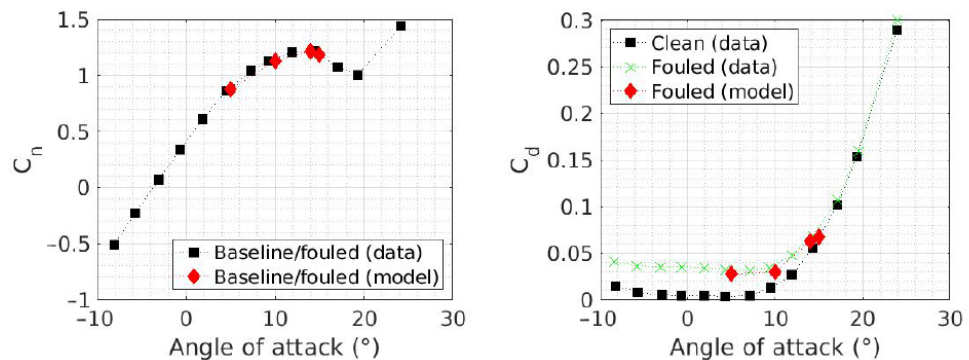 1.5
1
0.5
0
-0.5
-1
-10
0
10
20
30
Cn
Angle of attack (°)
Baseline/fouled (data)
Baseline/fouled (model)
0.3
0.25
0.2
0.15
0.1
0.05
0
-10
0
10
20
30
Cd
Angle of attack (°)
Clean (data)
Fouled (data)
Fouled (model)